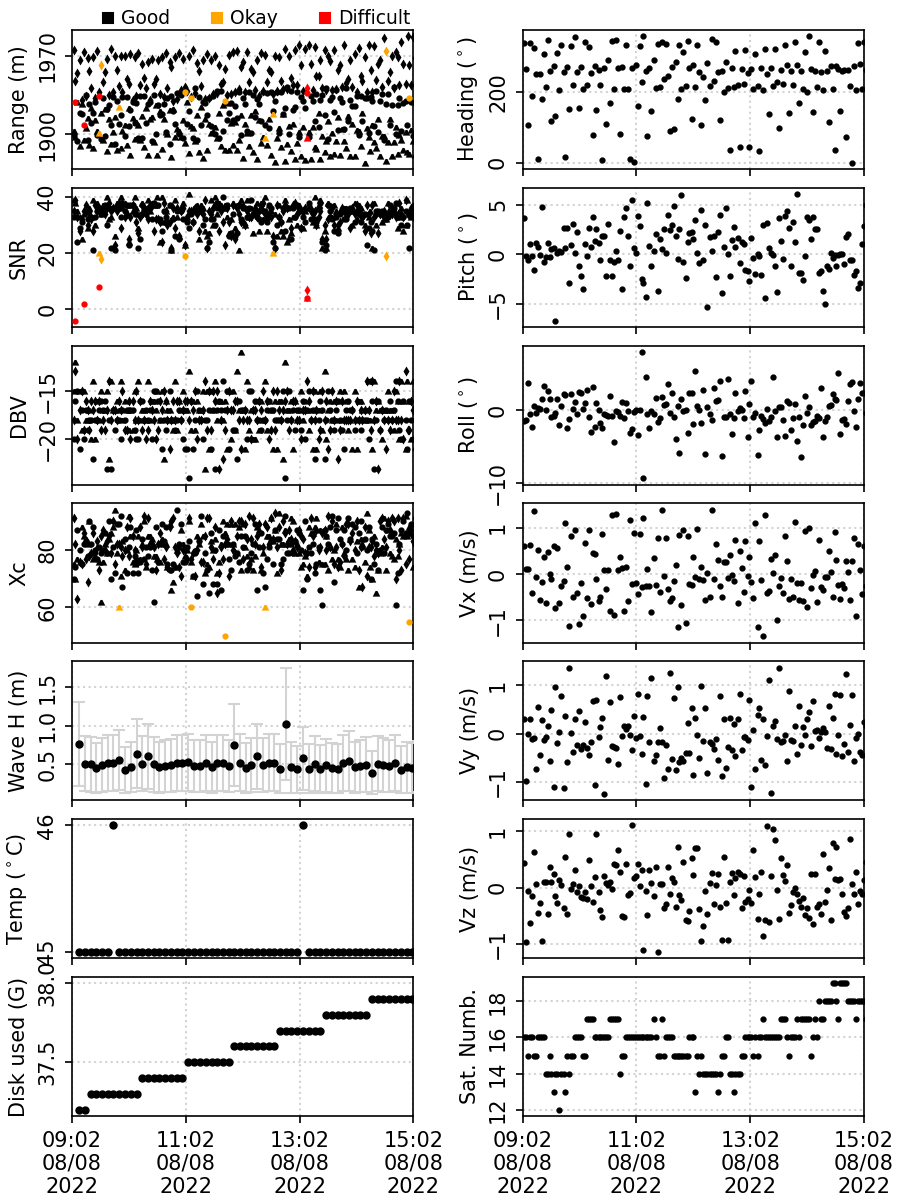 Good Okay Difficult
Range (m)
1970
1900
Heading (°)
200
0
SNR
40
20
0
Pitch (°)
5
0
−5
DBV
−15
−20
Roll (°)
0
−10
Xc
80
60
Vx (m/s)
1
0
−1
Wave H (m)
1.5
1.0
0.5
Vy (m/s)
1
0
−1
Temp (°C)
46
45
Vz (m/s)
1
0
−1
Disk used (G)
38.0
37.5
Sat. Numb.
18
16
14
12
09:02 11:02 13:02 15:02
08/08 08/08 08/08 08/08
2022 2022 2022 2022
09:02 11:02 13:02 15:02
08/08 08/08 08/08 08/08
2022 2022 2022 2022